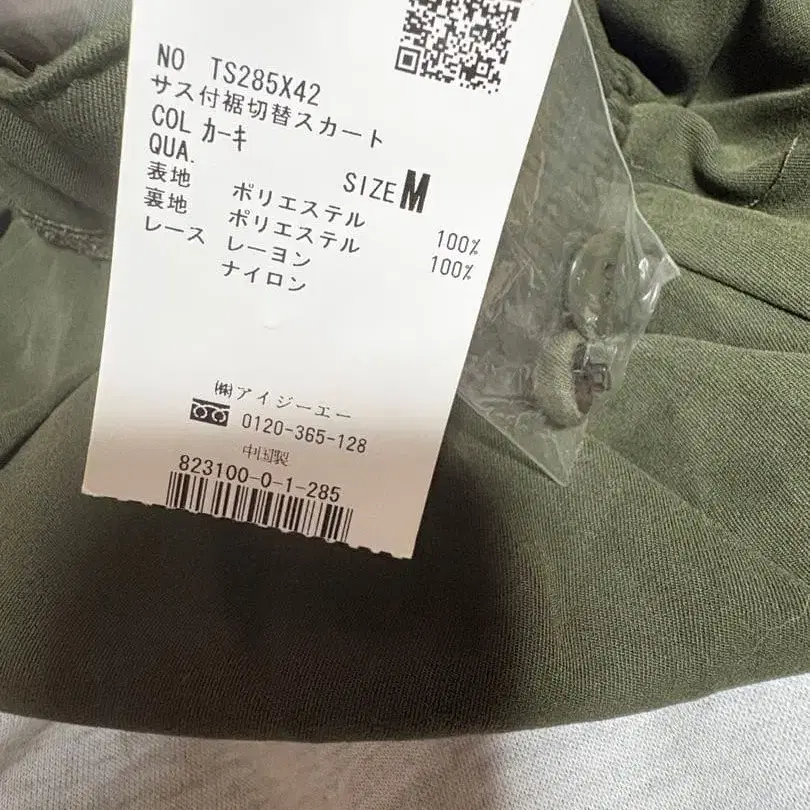 NO TS285X42
サス付裾切替スカート
COL カーキ
SIZE M
QUA.
表地 ポリエステル 100%
裏地 ポリエステル 100%
レース レーヨン
ナイロン
㈱アイジーエー
0120-365-128
中国製
823100-0-1-285